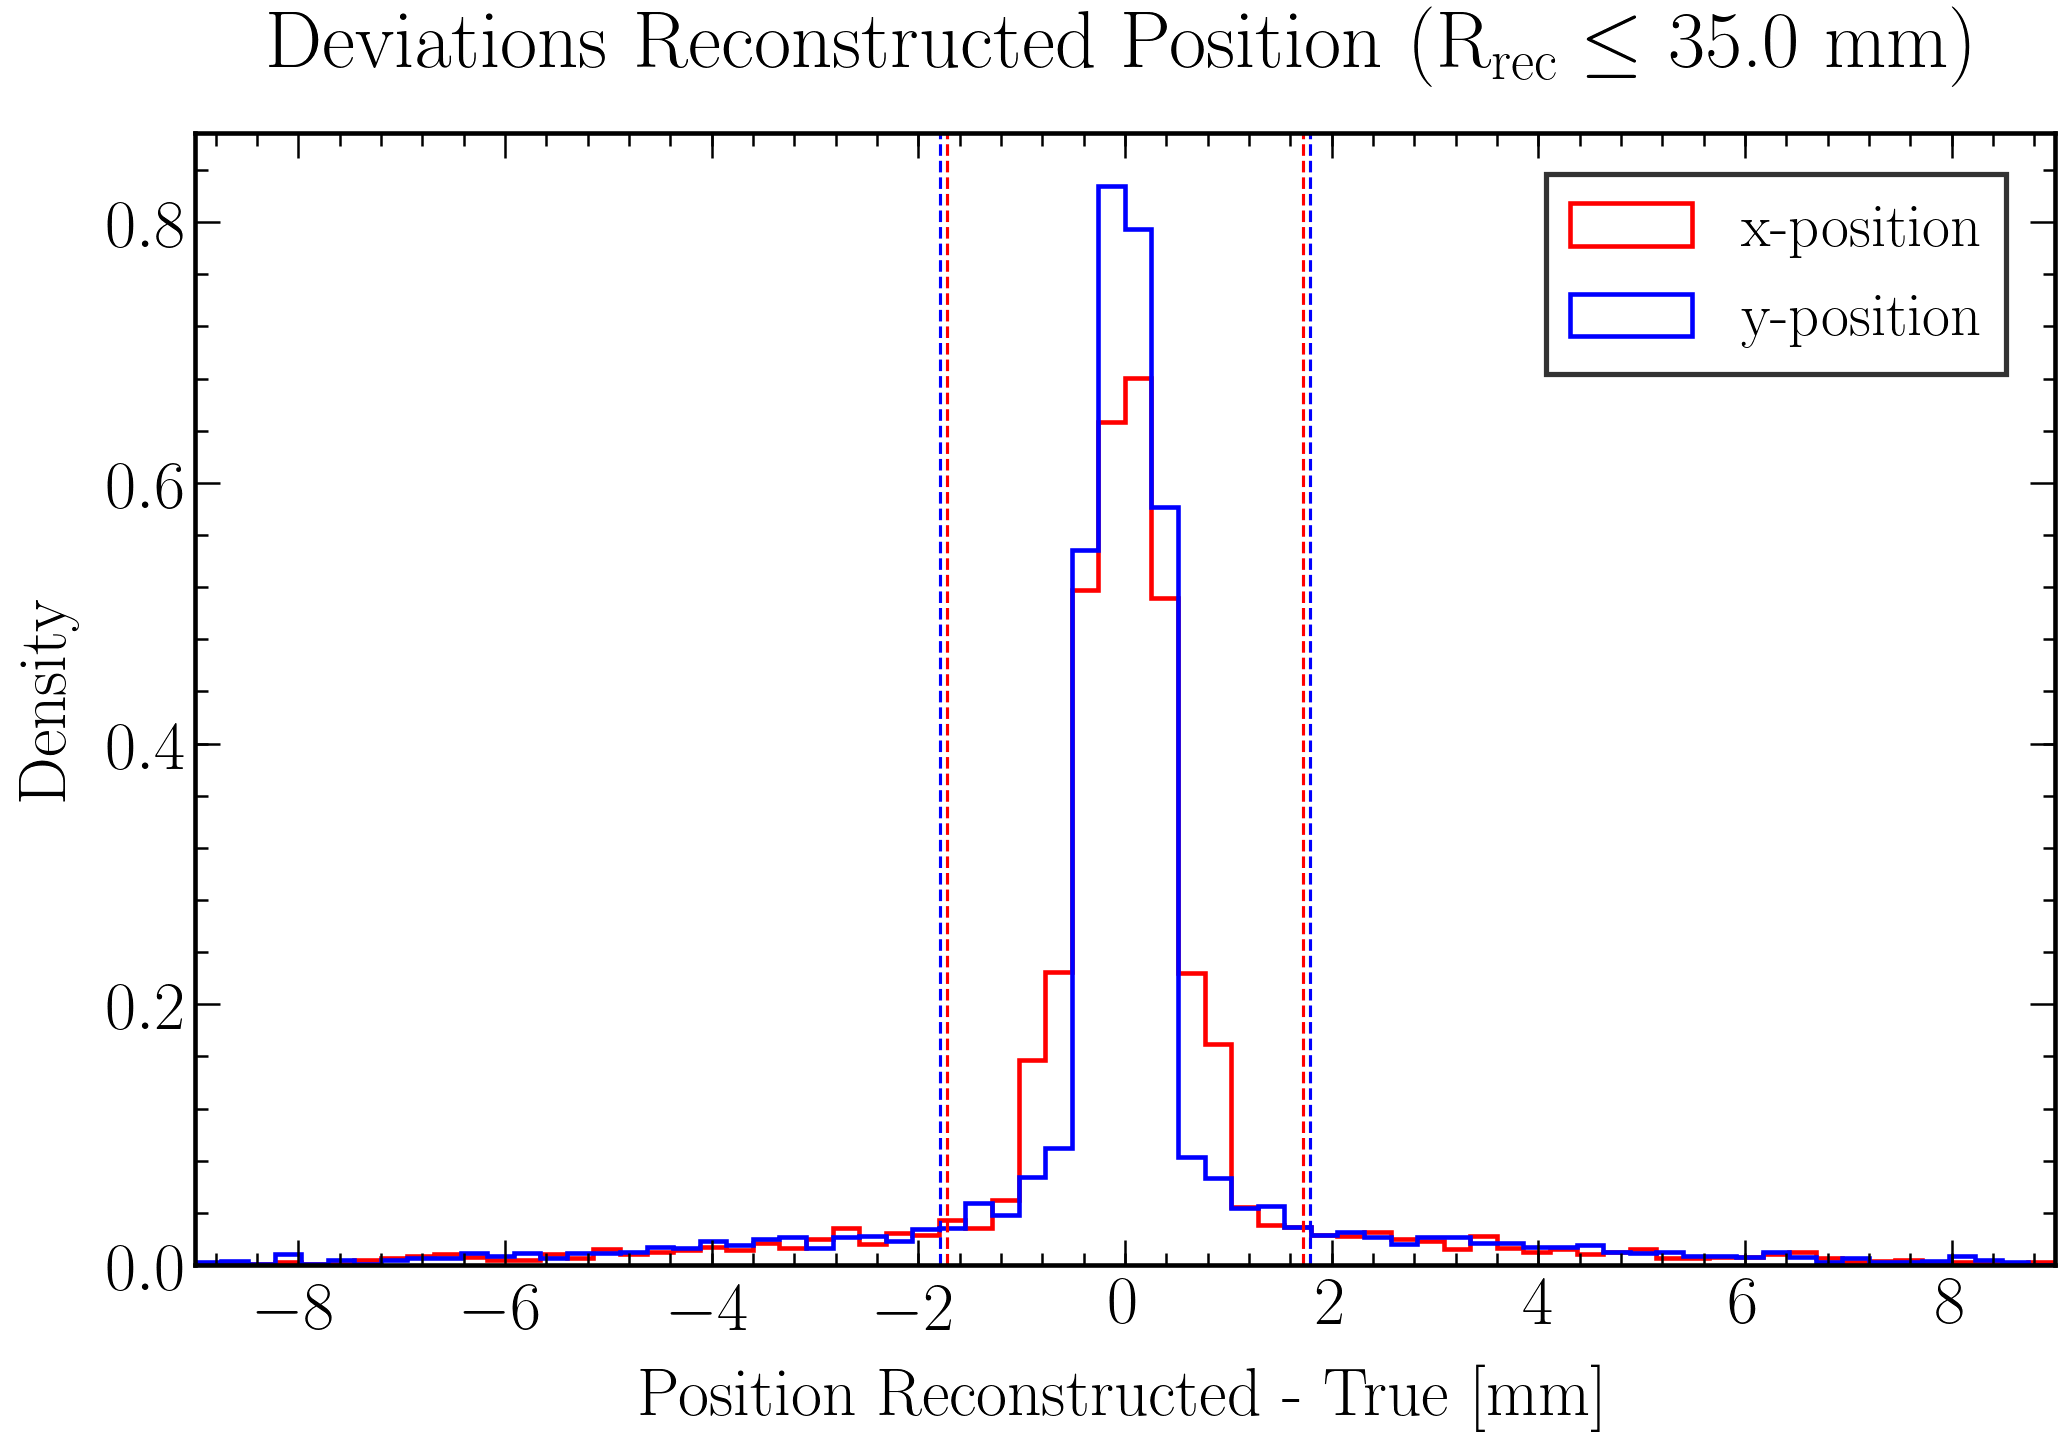 Deviations Reconstructed Position (R_rec ≤ 35.0 mm)
x-position
y-position
Density
0.8
0.6
0.4
0.2
0.0
−8 −6 −4 −2 0 2 4 6 8
Position Reconstructed - True [mm]